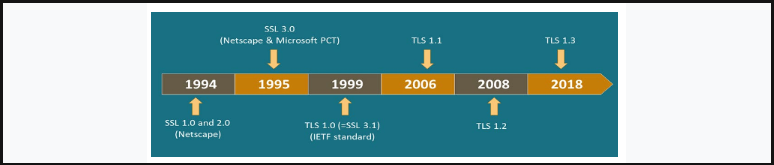 SSL 3.0
(Netscape & Microsoft PCT)
TLS 1.1
TLS 1.3
1994
1995
1999
2006
2008
2018
SSL 1.0 and 2.0
(Netscape)
TLS 1.0 (=SSL 3.1)
(IETF standard)
TLS 1.2